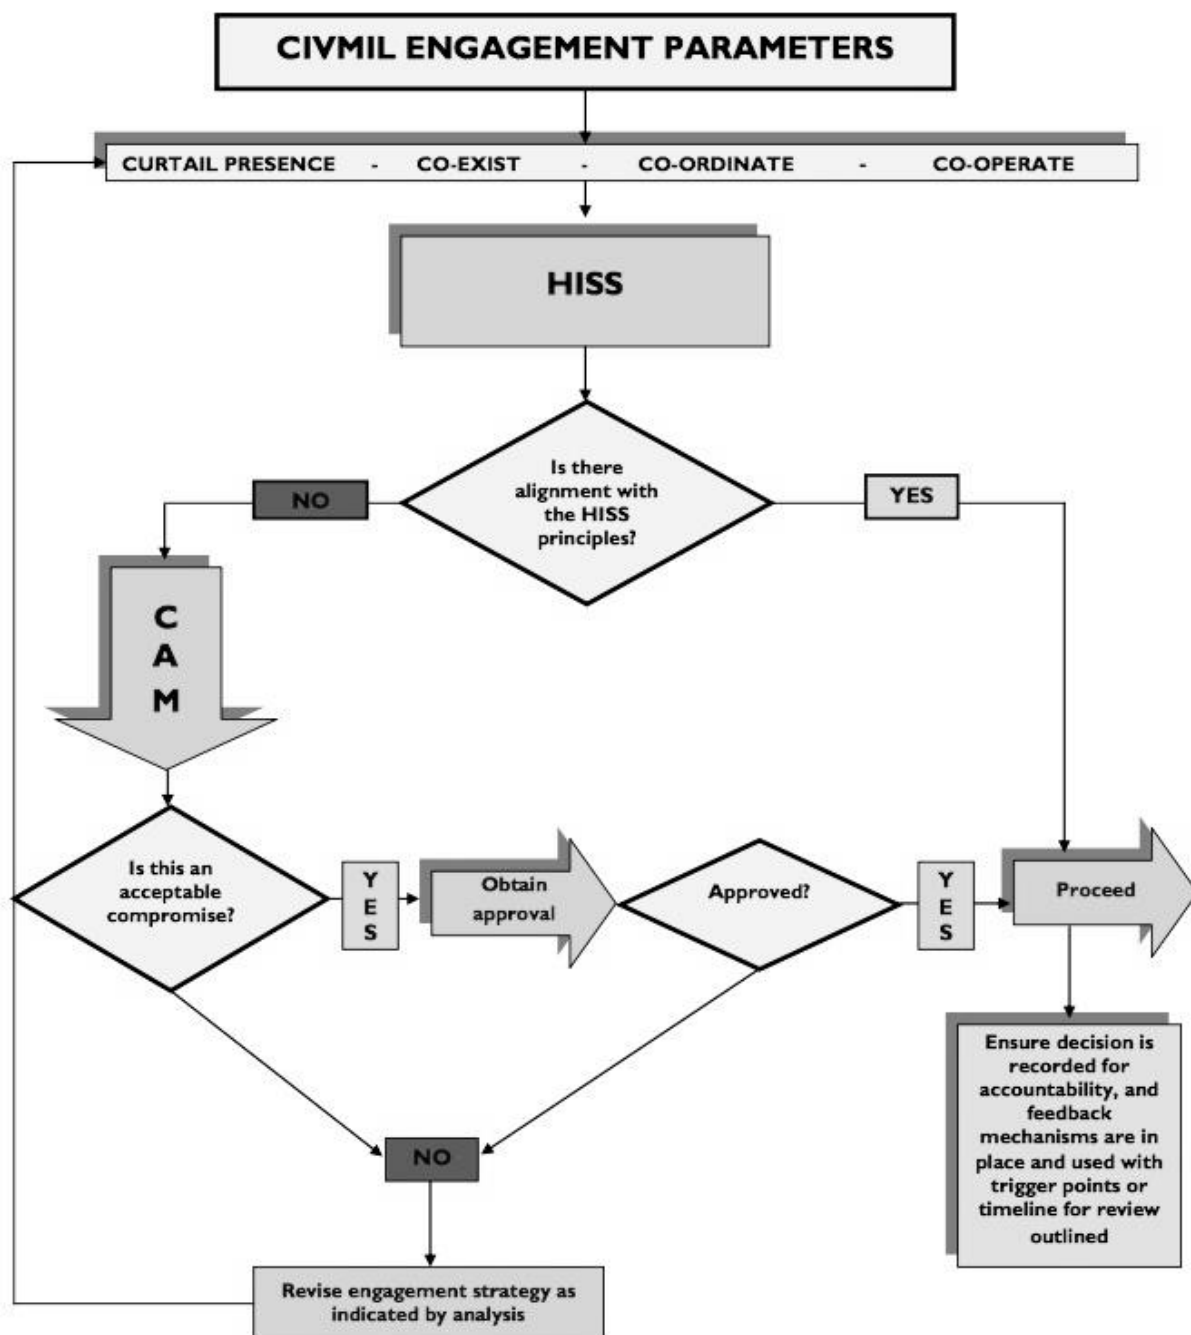 CIVMIL ENGAGEMENT PARAMETERS
CURTAIL PRESENCE - CO-EXIST - CO-ORDINATE - CO-OPERATE
HISS
Is there
alignment with
the HISS
principles?
NO
YES
C
A
M
Is this an
acceptable
compromise?
Y
E
S
Obtain
approval
Approved?
Y
E
S
Proceed
Ensure decision is
recorded for
accountability, and
feedback
mechanisms are in
place and used with
trigger points or
timeline for review
outlined
NO
Revise engagement strategy as
indicated by analysis